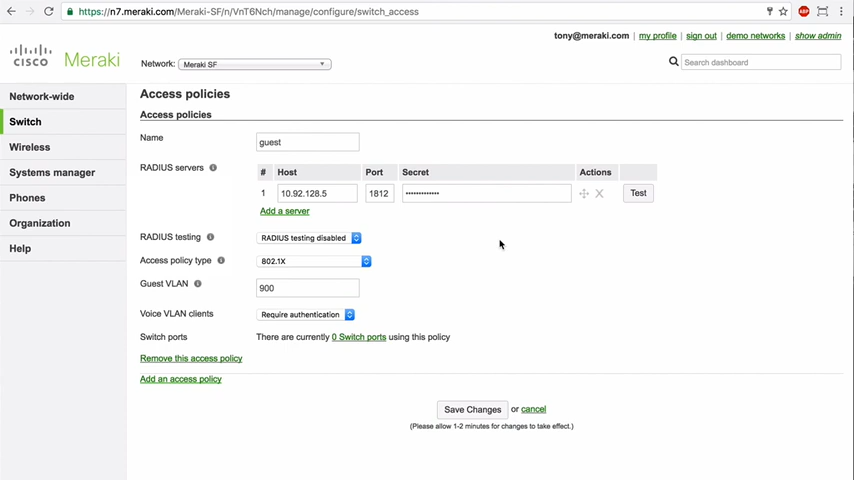 https://n7.meraki.com/Meraki-SF/n/VnT6Nch/manage/configure/switch_access
ABP
tony@meraki.com | my profile | sign out | demo networks | show admin
CISCO Meraki
Network: Meraki SF
Search dashboard
Network-wide
Switch
Wireless
Systems manager
Phones
Organization
Help
Access policies
Access policies
Name guest
RADIUS servers i # Host Port Secret Actions
1 10.92.128.5 1812 ••••••••••••• X Test
Add a server
RADIUS testing i RADIUS testing disabled
Access policy type i 802.1X
Guest VLAN i 900
Voice VLAN clients Require authentication
Switch ports There are currently 0 Switch ports using this policy
Remove this access policy
Add an access policy
Save Changes or cancel
(Please allow 1-2 minutes for changes to take effect.)